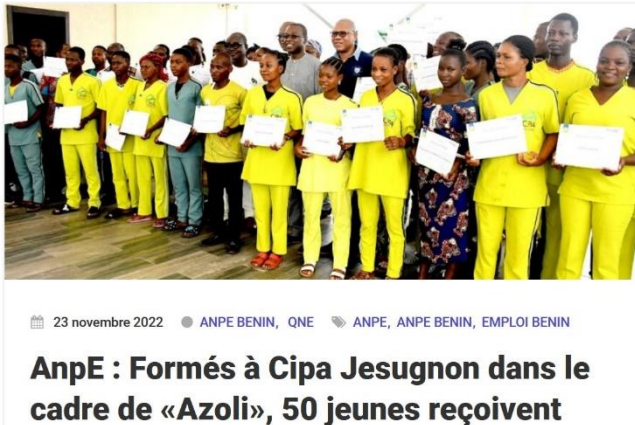 23 novembre 2022 ANPE BENIN, QNE ANPE, ANPE BENIN, EMPLOI BENIN
AnpE : Formés à Cipa Jesugnon dans le
cadre de «Azoli», 50 jeunes reçoivent